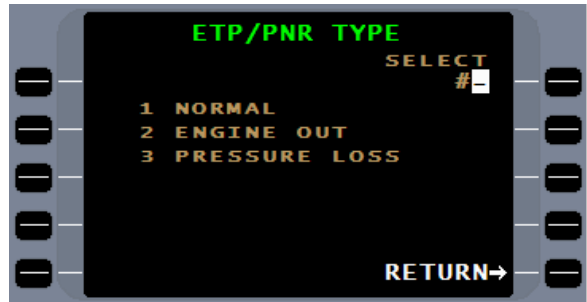 ETP/PNR TYPE
SELECT
#_
1 NORMAL
2 ENGINE OUT
3 PRESSURE LOSS
RETURN→